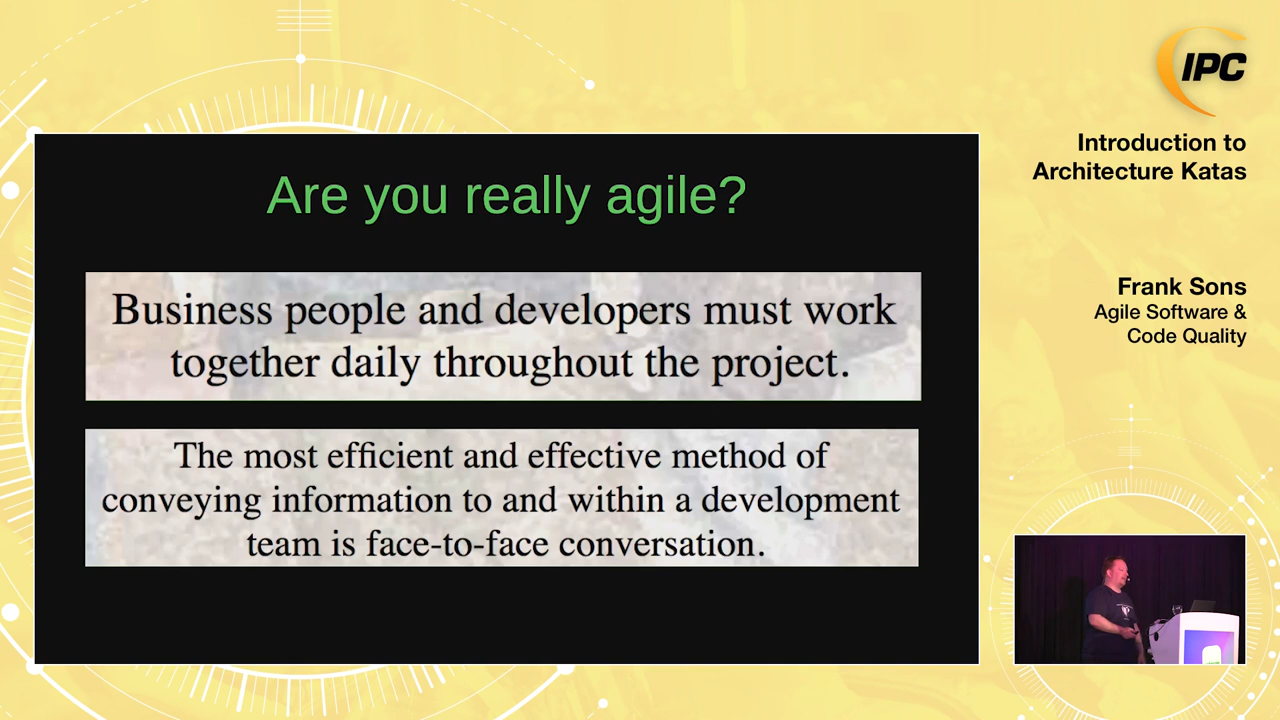 IPC
Introduction to
Architecture Katas
Frank Sons
Agile Software &
Code Quality
Are you really agile?
Business people and developers must work
together daily throughout the project.
The most efficient and effective method of
conveying information to and within a development
team is face-to-face conversation.